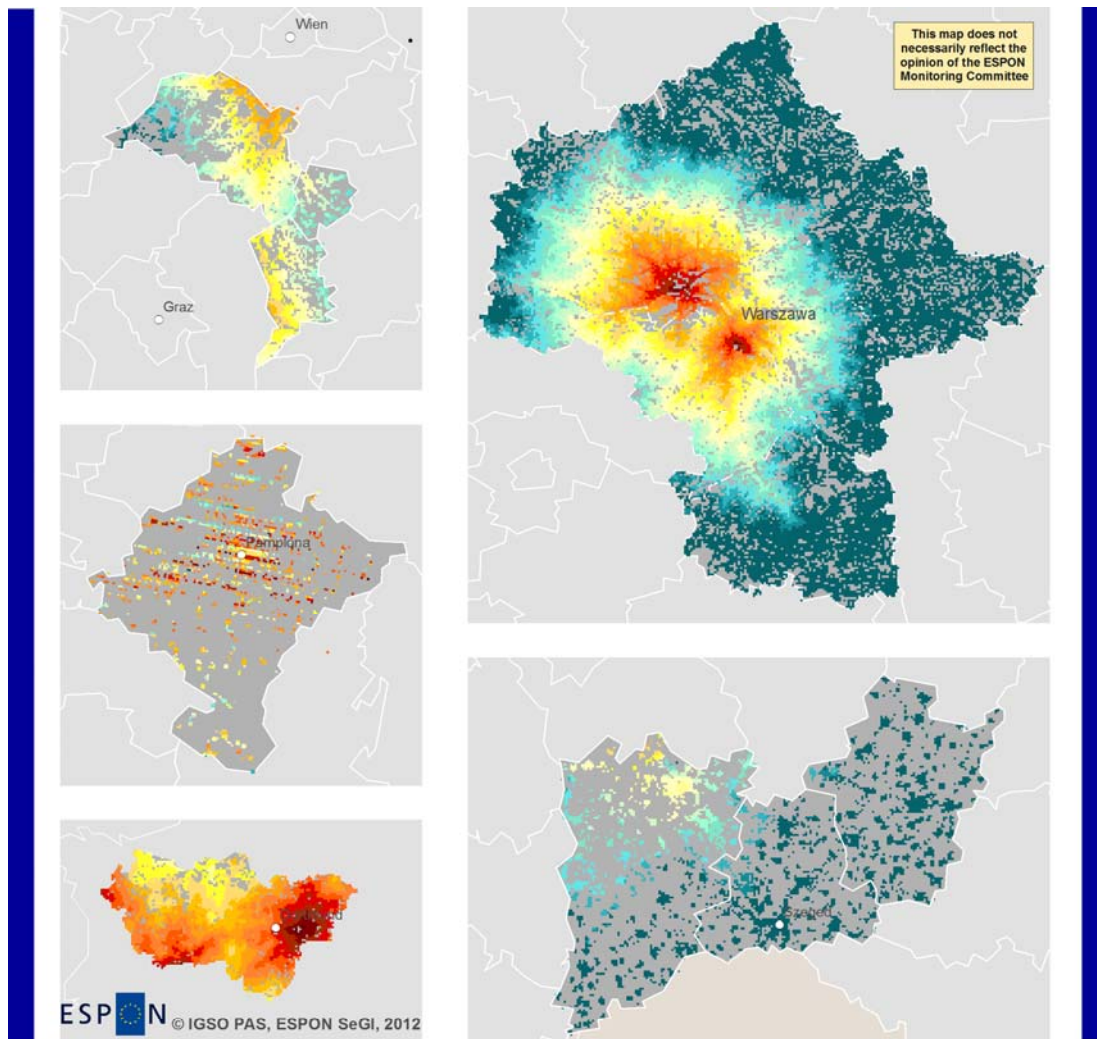 Wien
This map does not
necessarily reflect the
opinion of the ESPON
Monitoring Committee
Graz
Warszawa
Pamplona
Szeged
ESPON © IGSO PAS, ESPON SeGI, 2012